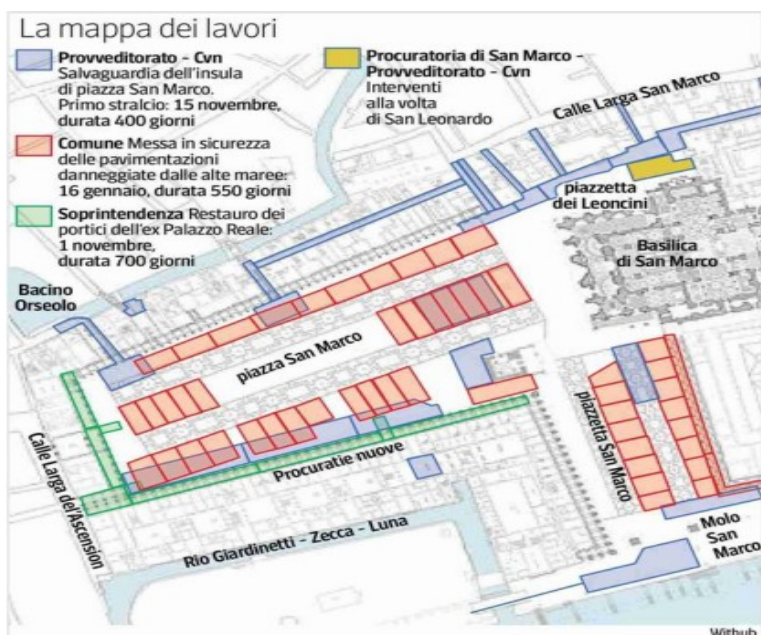 La mappa dei lavori
Provveditorato - Cvn
Salvaguardia dell'insula
di piazza San Marco.
Primo stralcio: 15 novembre,
durata 400 giorni
Comune Messa in sicurezza
delle pavimentazioni
danneggiate dalle alte maree:
16 gennaio, durata 550 giorni
Soprintendenza Restauro dei
portici dell'ex Palazzo Reale:
1 novembre,
durata 700 giorni
Procuratoria di San Marco -
Provveditorato - Cvn
Interventi
alla volta
di San Leonardo
Calle Larga San Marco
piazzetta
dei Leoncini
Basilica
di San Marco
Bacino
Orseolo
piazza San Marco
piazzetta San Marco
Calle Larga del'Ascension
Procuratie nuove
Rio Giardinetti - Zecca - Luna
Molo
San
Marco
Withub